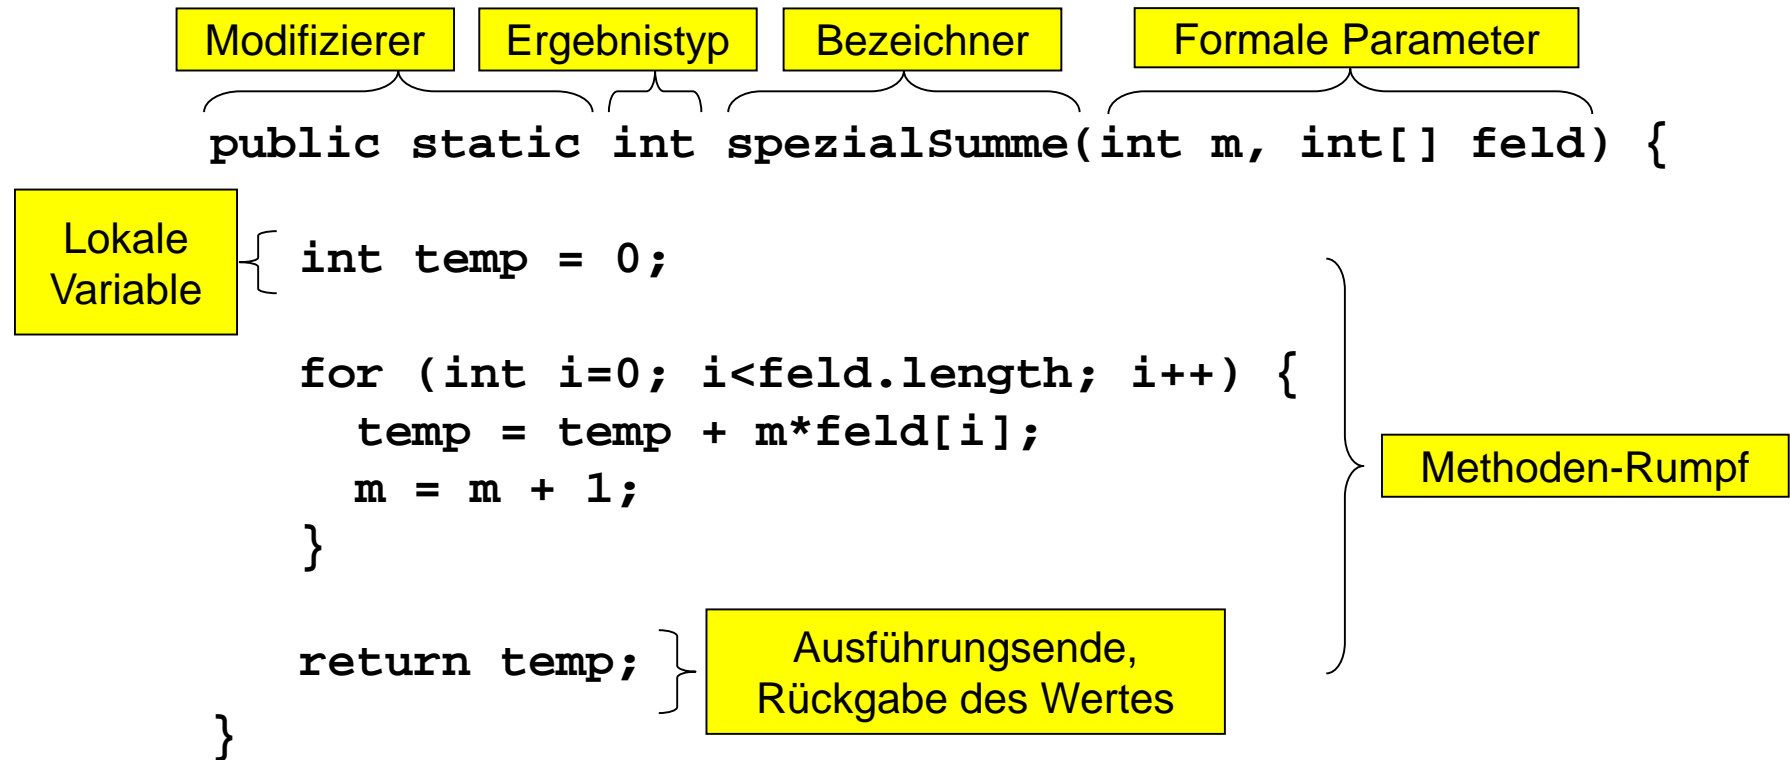 Modifizierer Ergebnistyp Bezeichner Formale Parameter
public static int spezialSumme(int m, int[] feld) {
Lokale
Variable
int temp = 0;
for (int i=0; i<feld.length; i++) {
temp = temp + m*feld[i];
m = m + 1;
}
Methoden-Rumpf
return temp;
Ausführungsende,
Rückgabe des Wertes
}